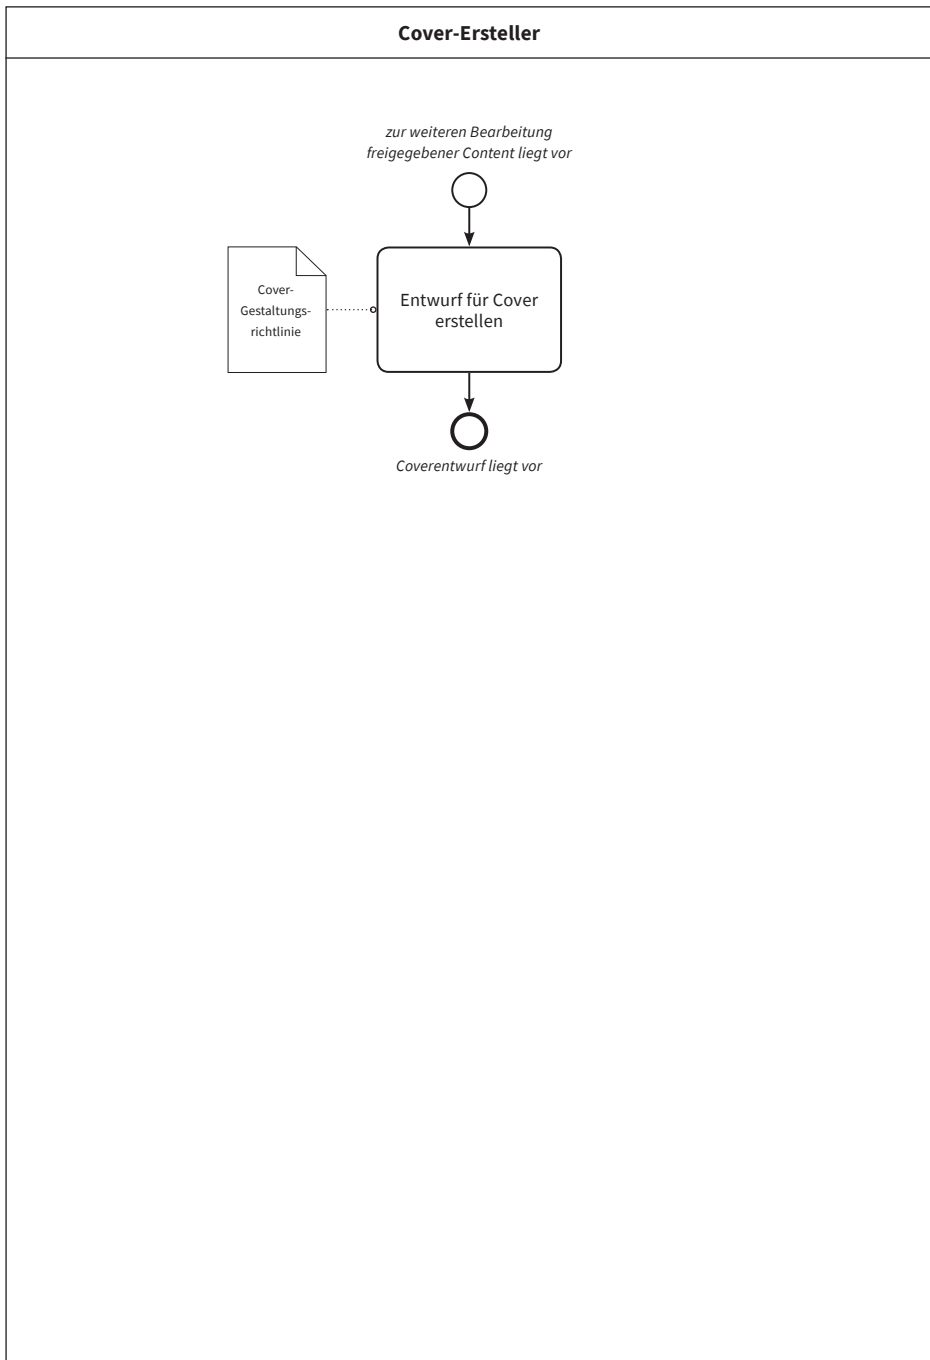 Cover-Ersteller
zur weiteren Bearbeitung
freigegebener Content liegt vor
Cover-
Gestaltungs-
richtlinie
Entwurf für Cover
erstellen
Coverentwurf liegt vor